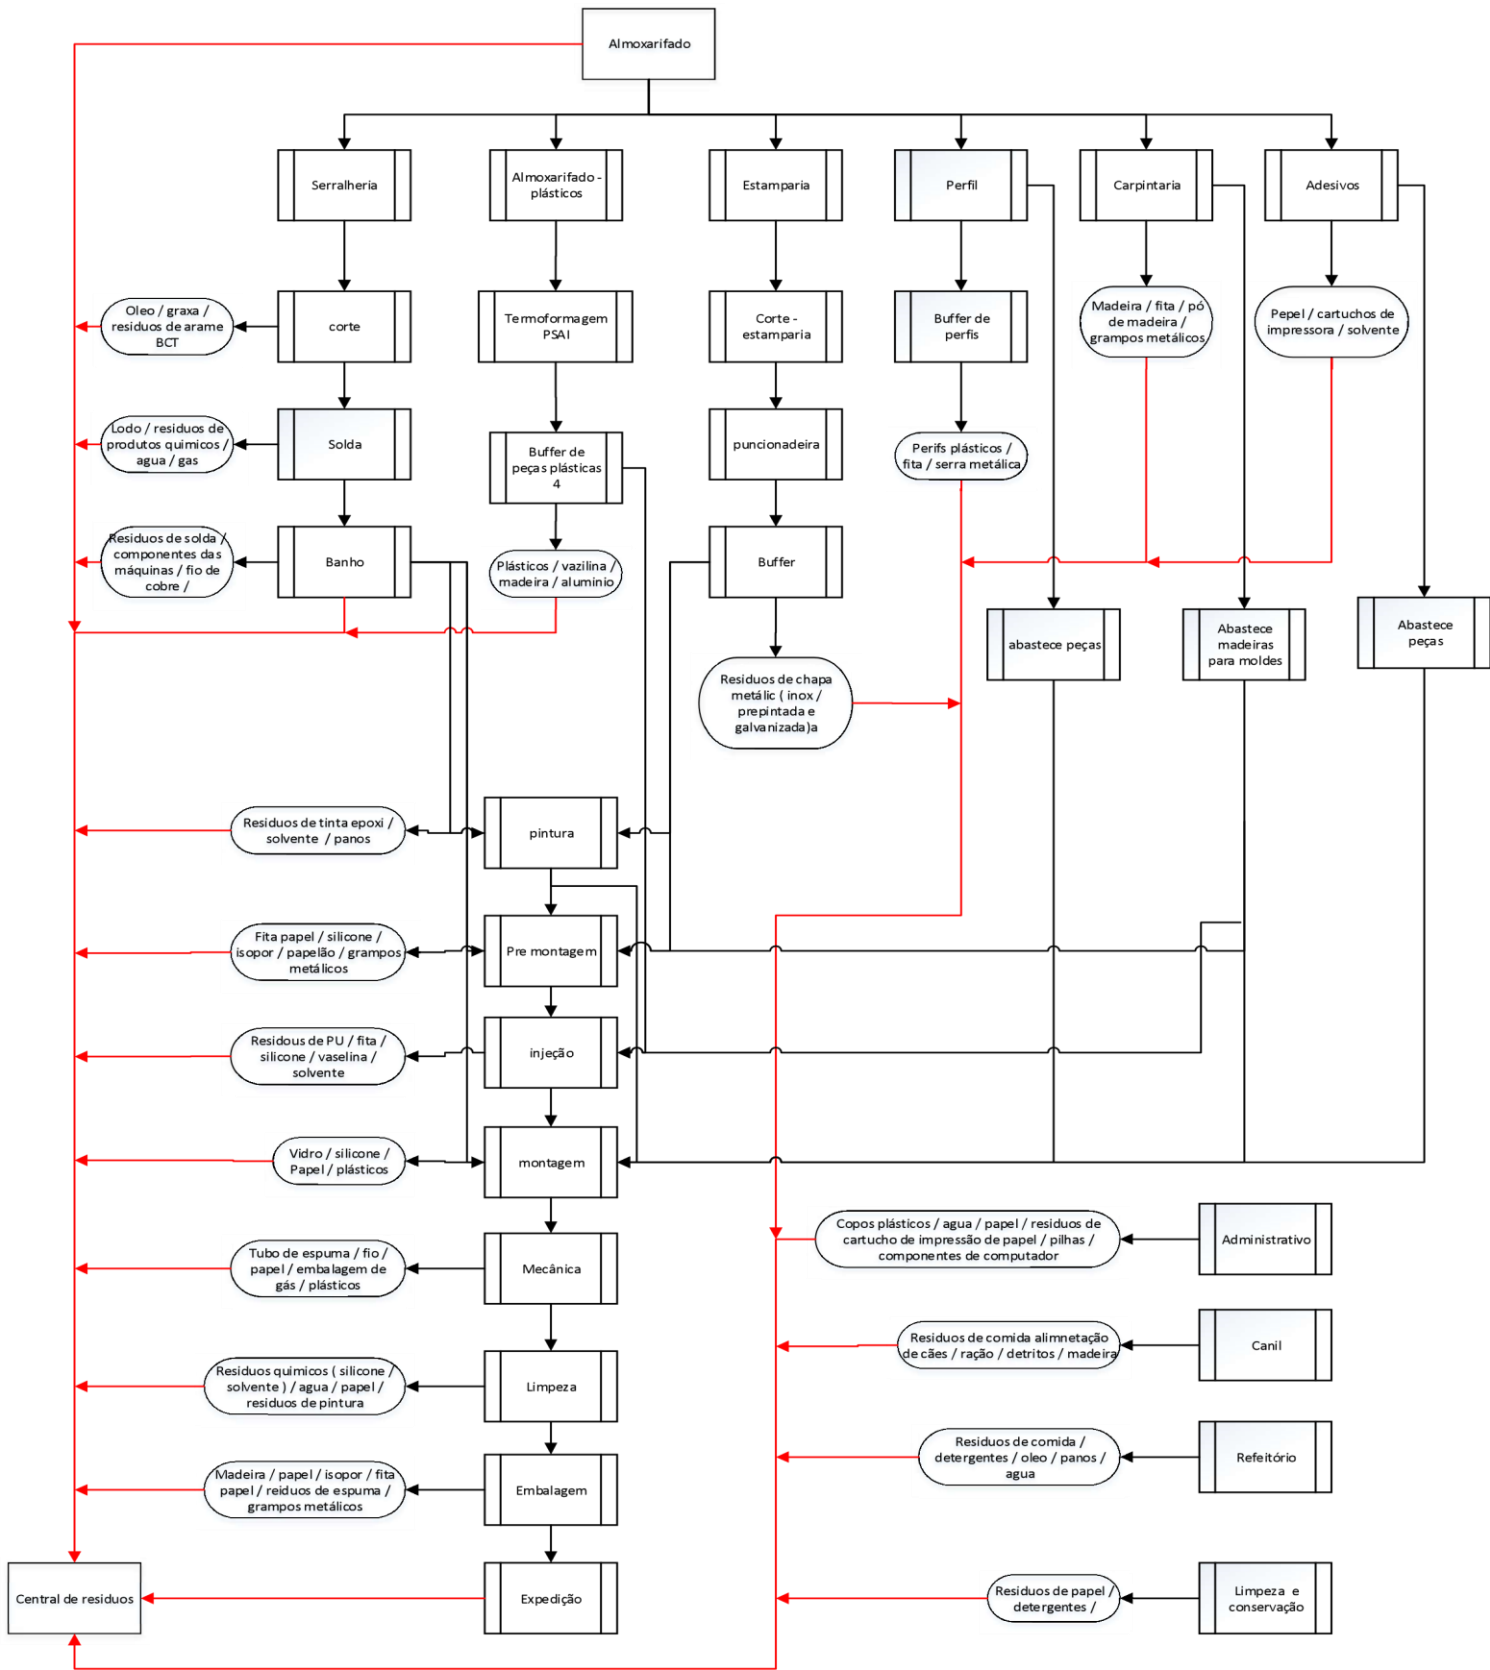 Almoxarifado
Serralheria
Almoxarifado -
plásticos
Estamparia
Perfil
Carpintaria
Adesivos
Oleo / graxa /
residuos de arame
BCT
corte
Termoformagem
PSAI
Corte -
estamparia
Buffer de
perfis
Madeira / fita / pó
de madeira /
grampos metálicos
Pepel / cartuchos de
impressora / solvente
Lodo / residuos de
produtos quimicos /
agua / gas
Solda
Buffer de
peças plásticas
4
puncionadeira
Perifs plásticos /
fita / serra metálica
Residuos de solda /
componentes das
máquinas / fio de
cobre /
Banho
Plásticos / vazilina /
madeira / aluminio
Buffer
abastece peças
Abastece
madeiras
para moldes
Abastece
peças
Residuos de chapa
metálic ( inox /
prepintada e
galvanizada)a
Residuos de tinta epoxi /
solvente / panos
pintura
Fita papel / silicone /
isopor / papelão / grampos
metálicos
Pre montagem
Residous de PU / fita /
silicone / vaselina /
solvente
injeção
Vidro / silicone /
Papel / plásticos
montagem
Copos plásticos / agua / papel / residuos de
cartucho de impressão de papel / pilhas /
componentes de computador
Administrativo
Tubo de espuma / fio /
papel / embalagem de
gás / plásticos
Mecânica
Residuos de comida alimnetação
de cães / ração / detritos / madeira
Canil
Residuos quimicos ( silicone /
solvente ) / agua / papel /
residuos de pintura
Limpeza
Residuos de comida /
detergentes / oleo / panos /
agua
Refeitório
Madeira / papel / isopor / fita
papel / reiduos de espuma /
grampos metálicos
Embalagem
Central de residuos
Expedição
Residuos de papel /
detergentes /
Limpeza e
conservação